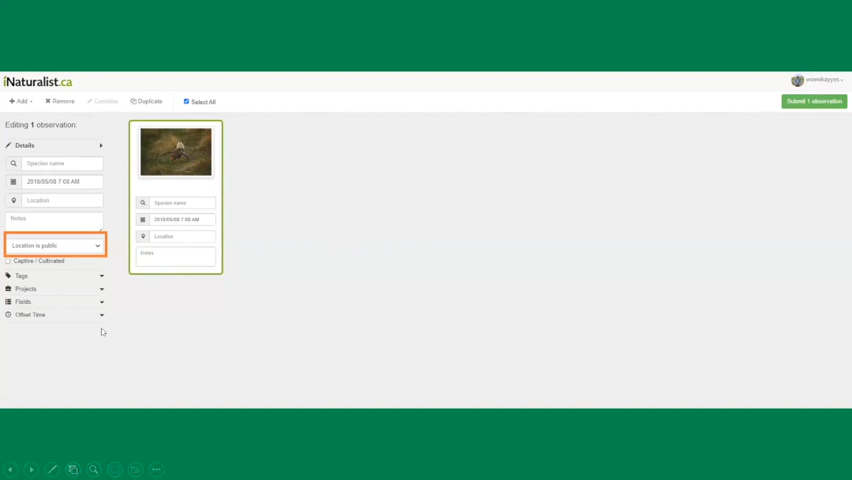 iNaturalist.ca
wewokayyes
Add
Remove
Combine
Duplicate
Select All
Submit 1 observation
Editing 1 observation:
Details
Species name
2018/05/08 7:08 AM
Location
Notes
Location is public
Captive / Cultivated
Tags
Projects
Fields
Offset Time
Species name
2018/05/08 7:08 AM
Location
Notes